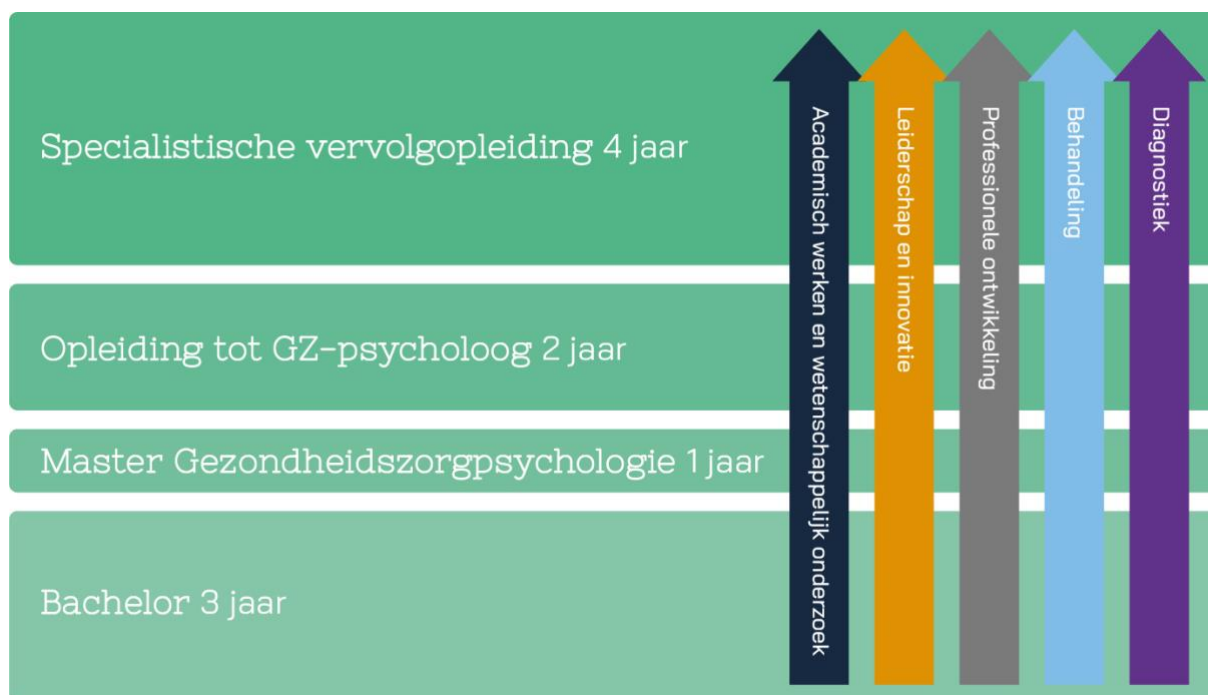 Specialistische vervolgopleiding 4 jaar
Opleiding tot GZ-psycholoog 2 jaar
Master Gezondheidszorgpsychologie 1 jaar
Bachelor 3 jaar
Academisch werken en wetenschappelijk onderzoek
Leiderschap en innovatie
Professionele ontwikkeling
Behandeling
Diagnostiek